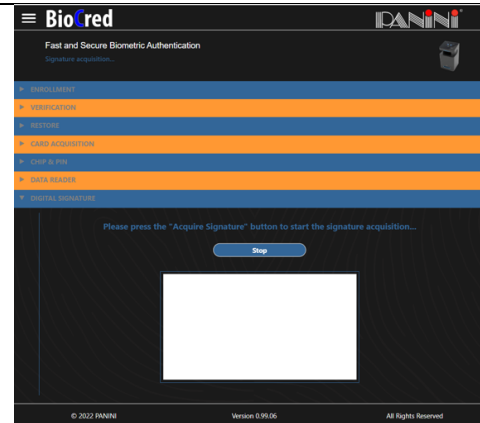 BioCred
PANINI®
Fast and Secure Biometric Authentication
Signature acquisition...
ENROLLMENT
VERIFICATION
RESTORE
CARD ACQUISITION
CHIP & PIN
DATA READER
DIGITAL SIGNATURE
Please press the "Acquire Signature" button to start the signature acquisition...
Stop
© 2022 PANINI
Version 0.99.06
All Rights Reserved